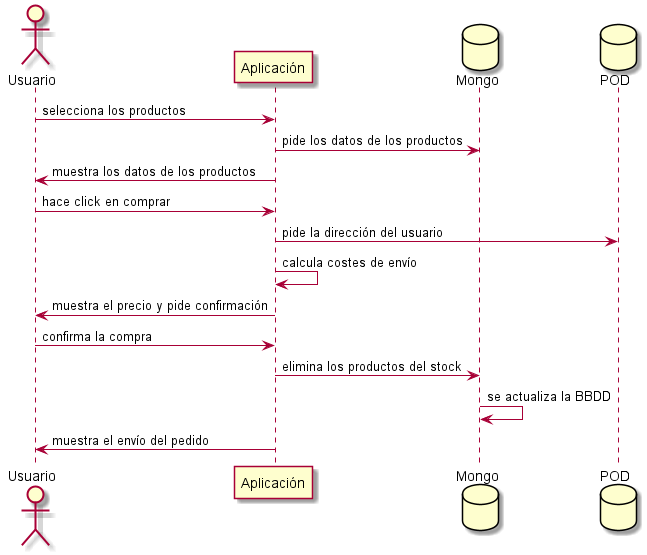 Usuario
Aplicación
Mongo
POD
selecciona los productos
pide los datos de los productos
muestra los datos de los productos
hace click en comprar
pide la dirección del usuario
calcula costes de envío
muestra el precio y pide confirmación
confirma la compra
elimina los productos del stock
se actualiza la BBDD
muestra el envío del pedido
Usuario
Aplicación
Mongo
POD